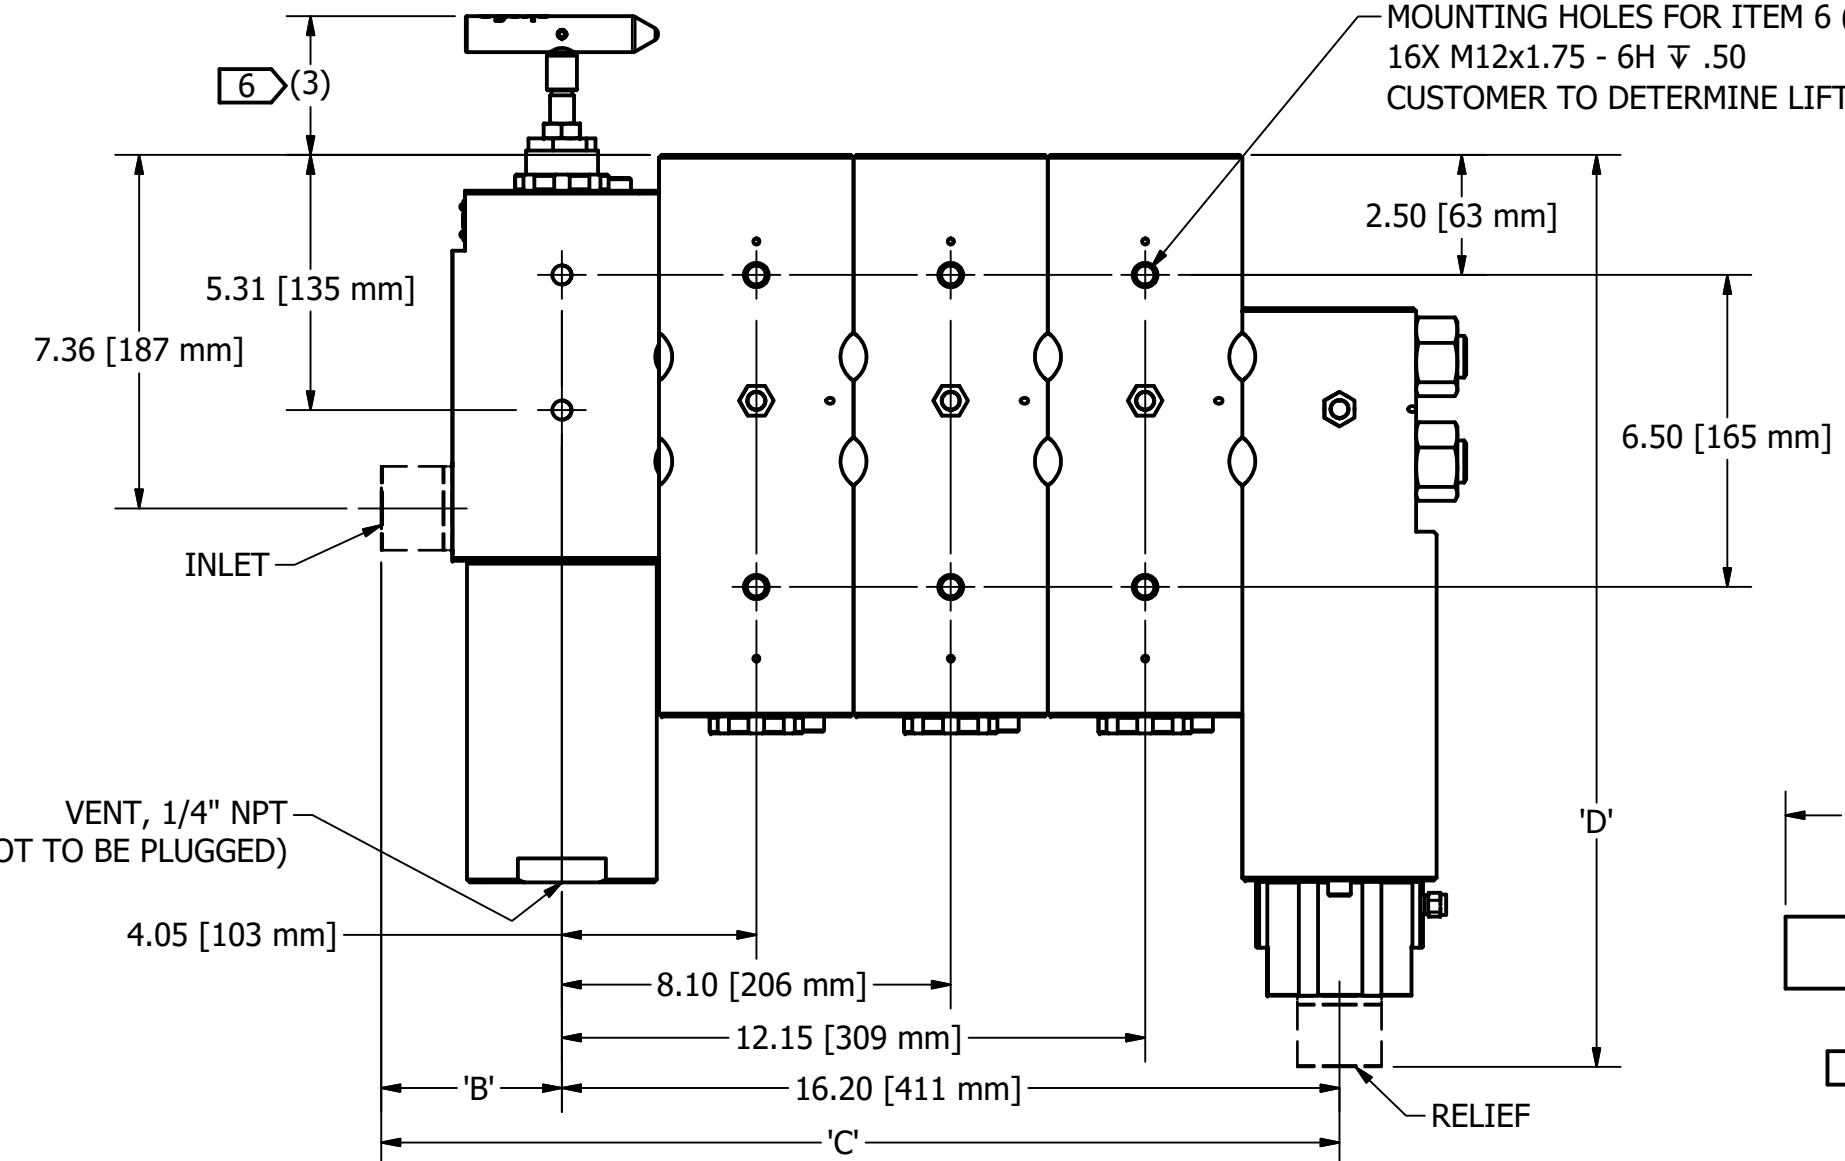 MOUNTING HOLES FOR ITEM 6 (
16X M12x1.75 - 6H ↧ .50
CUSTOMER TO DETERMINE LIFT
6 (3)
2.50 [63 mm]
5.31 [135 mm]
7.36 [187 mm]
6.50 [165 mm]
INLET
VENT, 1/4" NPT
OT TO BE PLUGGED)
'D'
4.05 [103 mm]
8.10 [206 mm]
12.15 [309 mm]
'B'
16.20 [411 mm]
RELIEF
'C'